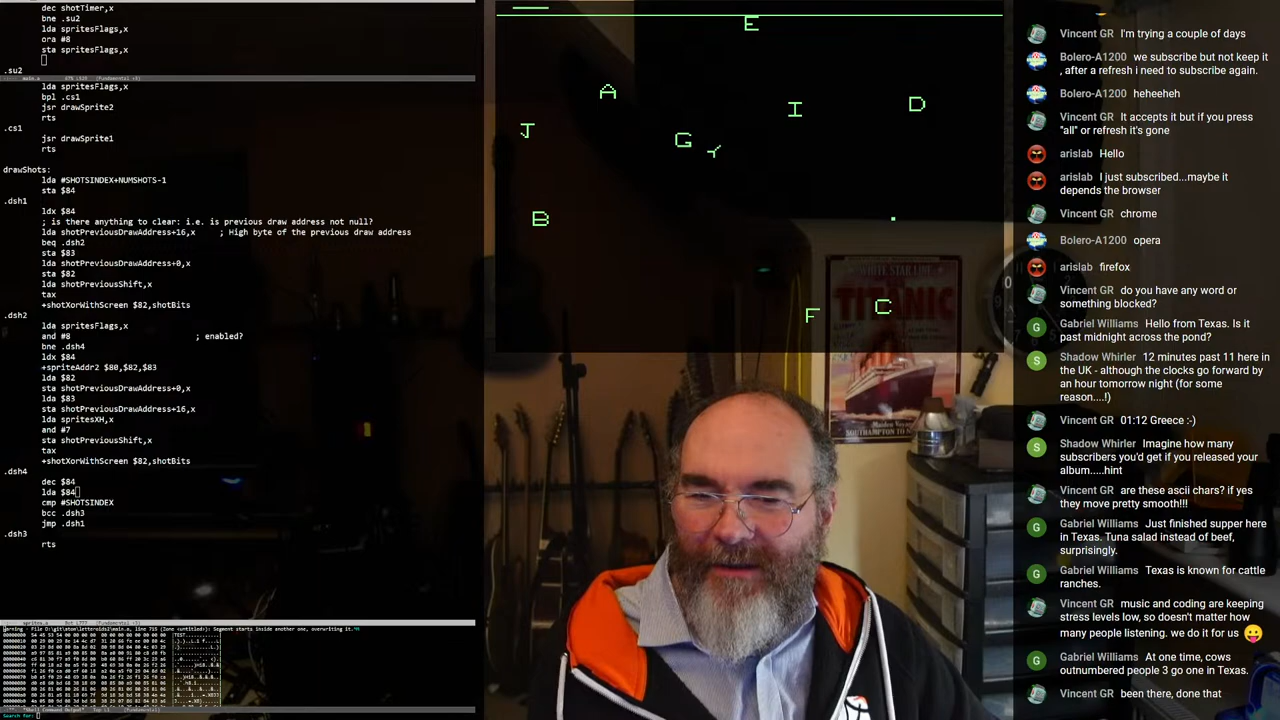 dec shotTimer,x
bne .su2
lda spritesFlags,x
ora #8
sta spritesFlags,x
.su2
lda spritesFlags,x
bpl .cs1
jsr drawSprite2
rts
.cs1
jsr drawSprite1
rts
drawShots:
lda #SHOTSINDEX+NUMSHOTS-1
sta $84
.dsh1
ldx $84
; is there anything to clear: i.e. is previous draw address not null?
lda shotPreviousDrawAddress+16,x ; High byte of the previous draw address
beq .dsh2
sta $83
lda shotPreviousDrawAddress+0,x
sta $82
lda shotPreviousShift,x
tax
+shotXorWithScreen $82,shotBits
.dsh2
lda spritesFlags,x
and #8 ; enabled?
bne .dsh4
ldx $84
+spriteAddr2 $80,$82,$83
lda $82
sta shotPreviousDrawAddress+0,x
lda $83
sta shotPreviousDrawAddress+16,x
lda spritesXH,x
and #7
sta shotPreviousShift,x
tax
+shotXorWithScreen $82,shotBits
.dsh4
dec $84
lda $84
cmp #SHOTSINDEX
bcc .dsh3
jmp .dsh1
.dsh3
rts
Segment starts inside another one, overwriting it.
Search for:
E
A
I
D
J
G
Y
B
F
C
WHITE STAR LINE
TITANIC
SOUTHAMPTON TO N
Vincent GR I'm trying a couple of days
Bolero-A1200 we subscribe but not keep it
, after a refresh i need to subscribe again.
Bolero-A1200 heheeheh
Vincent GR It accepts it but if you press
"all" or refresh it's gone
arislab Hello
arislab I just subscribed...maybe it
depends the browser
Vincent GR chrome
Bolero-A1200 opera
arislab firefox
Vincent GR do you have any word or
something blocked?
Gabriel Williams Hello from Texas. Is it
past midnight across the pond?
Shadow Whirler 12 minutes past 11 here in
the UK - although the clocks go forward by
an hour tomorrow night (for some
reason....!)
Vincent GR 01:12 Greece :-)
Shadow Whirler Imagine how many
subscribers you'd get if you released your
album.....hint
Vincent GR are these ascii chars? if yes
they move pretty smooth!!!
Gabriel Williams Just finished supper here
in Texas. Tuna salad instead of beef,
surprisingly.
Gabriel Williams Texas is known for cattle
ranches.
Vincent GR music and coding are keeping
stress levels low, so doesn't matter how
many people listening. we do it for us 😛
Gabriel Williams At one time, cows
outnumbered people 3 go one in Texas.
Vincent GR been there, done that